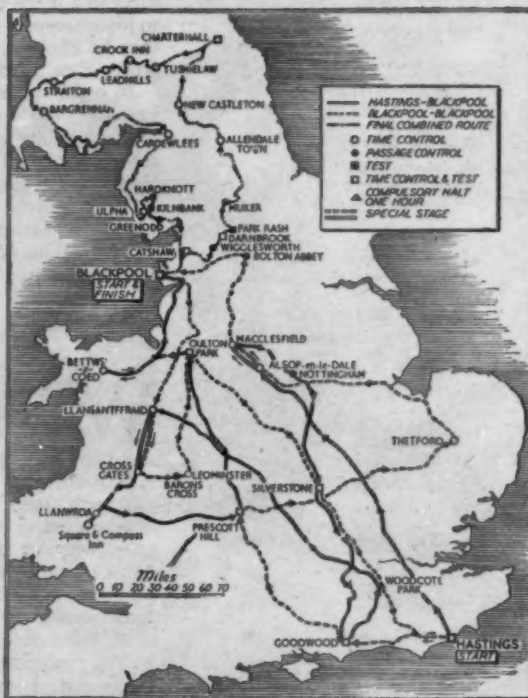 CHARTERHALL
CROOK INN
TUSHIELAW
LEADHILLS
STRAITON
BARGRENNAN
NEW CASTLETON
CARDEWLEES
ALLENDALE
TOWN
HARDKNOTT
ULPHA
KILNBANK
GREENODD
MUKER
PARK RASH
DARNBROOK
WIGGLESWORTH
CATSHAW
BOLTON ABBEY
BLACKPOOL
START &
FINISH
HASTINGS-BLACKPOOL
BLACKPOOL-BLACKPOOL
FINAL COMBINED ROUTE
TIME CONTROL
PASSAGE CONTROL
TEST
TIME CONTROL & TEST
COMPULSORY HALT
ONE HOUR
SPECIAL STAGE
OULTON
PARK
MACCLESFIELD
BETTWS-
COED
ALSOP-en-le-DALE
NOTTINGHAM
LLANSANTFFRAID
THETFORD
CROSS
GATES
LEOMINSTER
BARONS
CROSS
SILVERSTONE
LLANWRDA
Square & Compass
Inn
PRESCOTT
HILL
Miles
0 10 20 30 40 50 60 70
WOODCOTE
PARK
GOODWOOD
HASTINGS
START